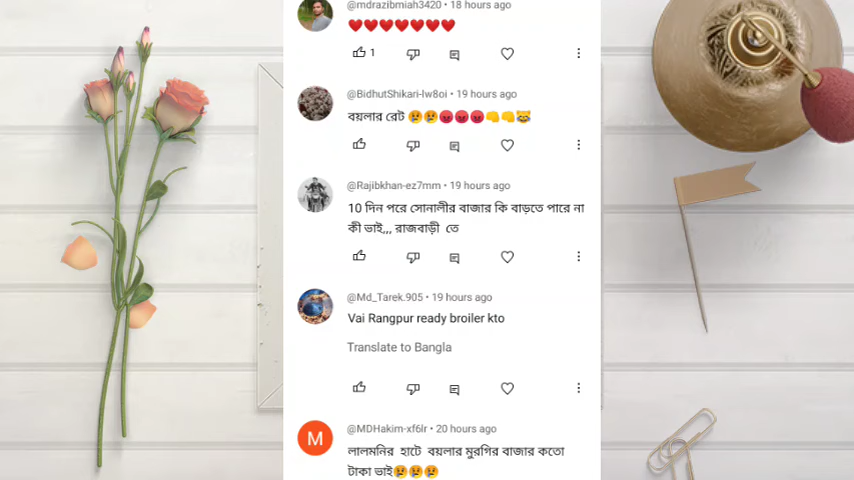 @mdrazibmiah3420 • 18 hours ago
❤️❤️❤️❤️❤️❤️❤️
1
@BidhutShikari-lw8oi • 19 hours ago
বয়লার রেট 😢😢😡😡😡👊👊😹
@Rajibkhan-ez7mm • 19 hours ago
10 দিন পরে সোনালীর বাজার কি বাড়তে পারে না
কী ভাই,,, রাজবাড়ী তে
@Md_Tarek.905 • 19 hours ago
Vai Rangpur ready broiler kto
Translate to Bangla
M
@MDHakim-xf6lr • 20 hours ago
লালমনির হাটে বয়লার মুরগির বাজার কতো
টাকা ভাই😢😢😢